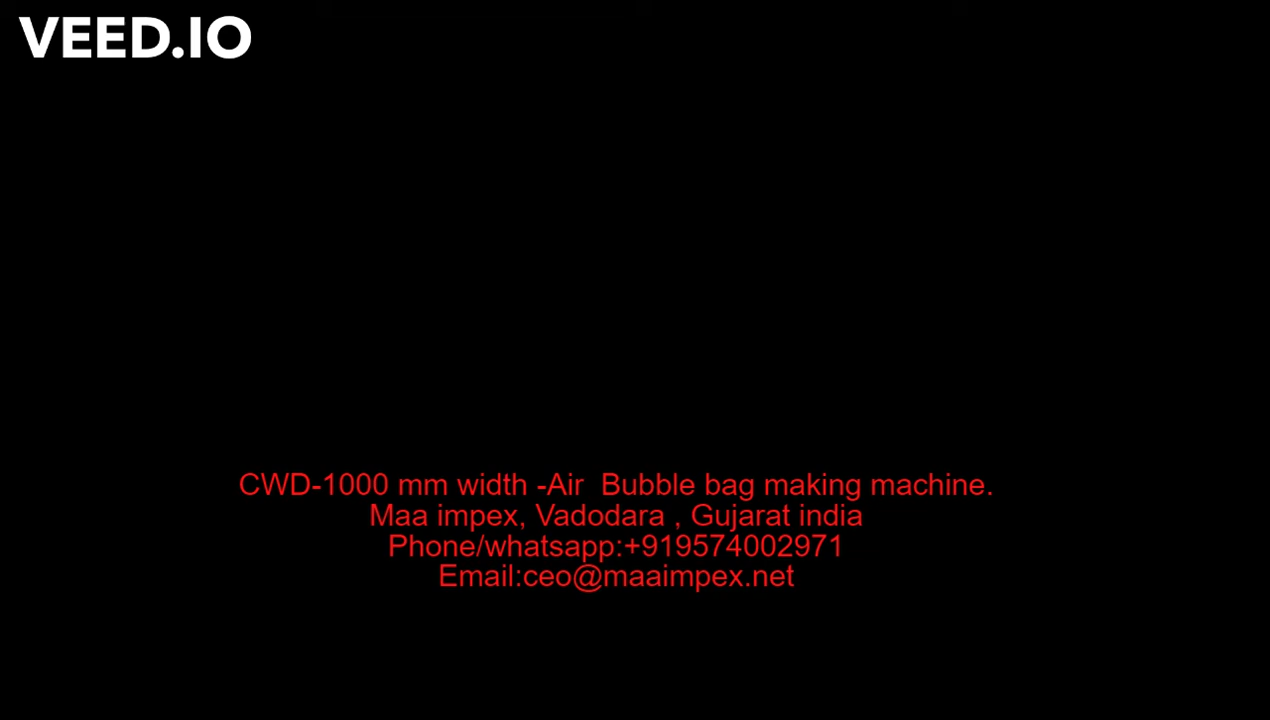 VEED.IO
CWD-1000 mm width -Air  Bubble bag making machine.
Maa impex, Vadodara , Gujarat india
Phone/whatsapp:+919574002971
Email:ceo@maaimpex.net